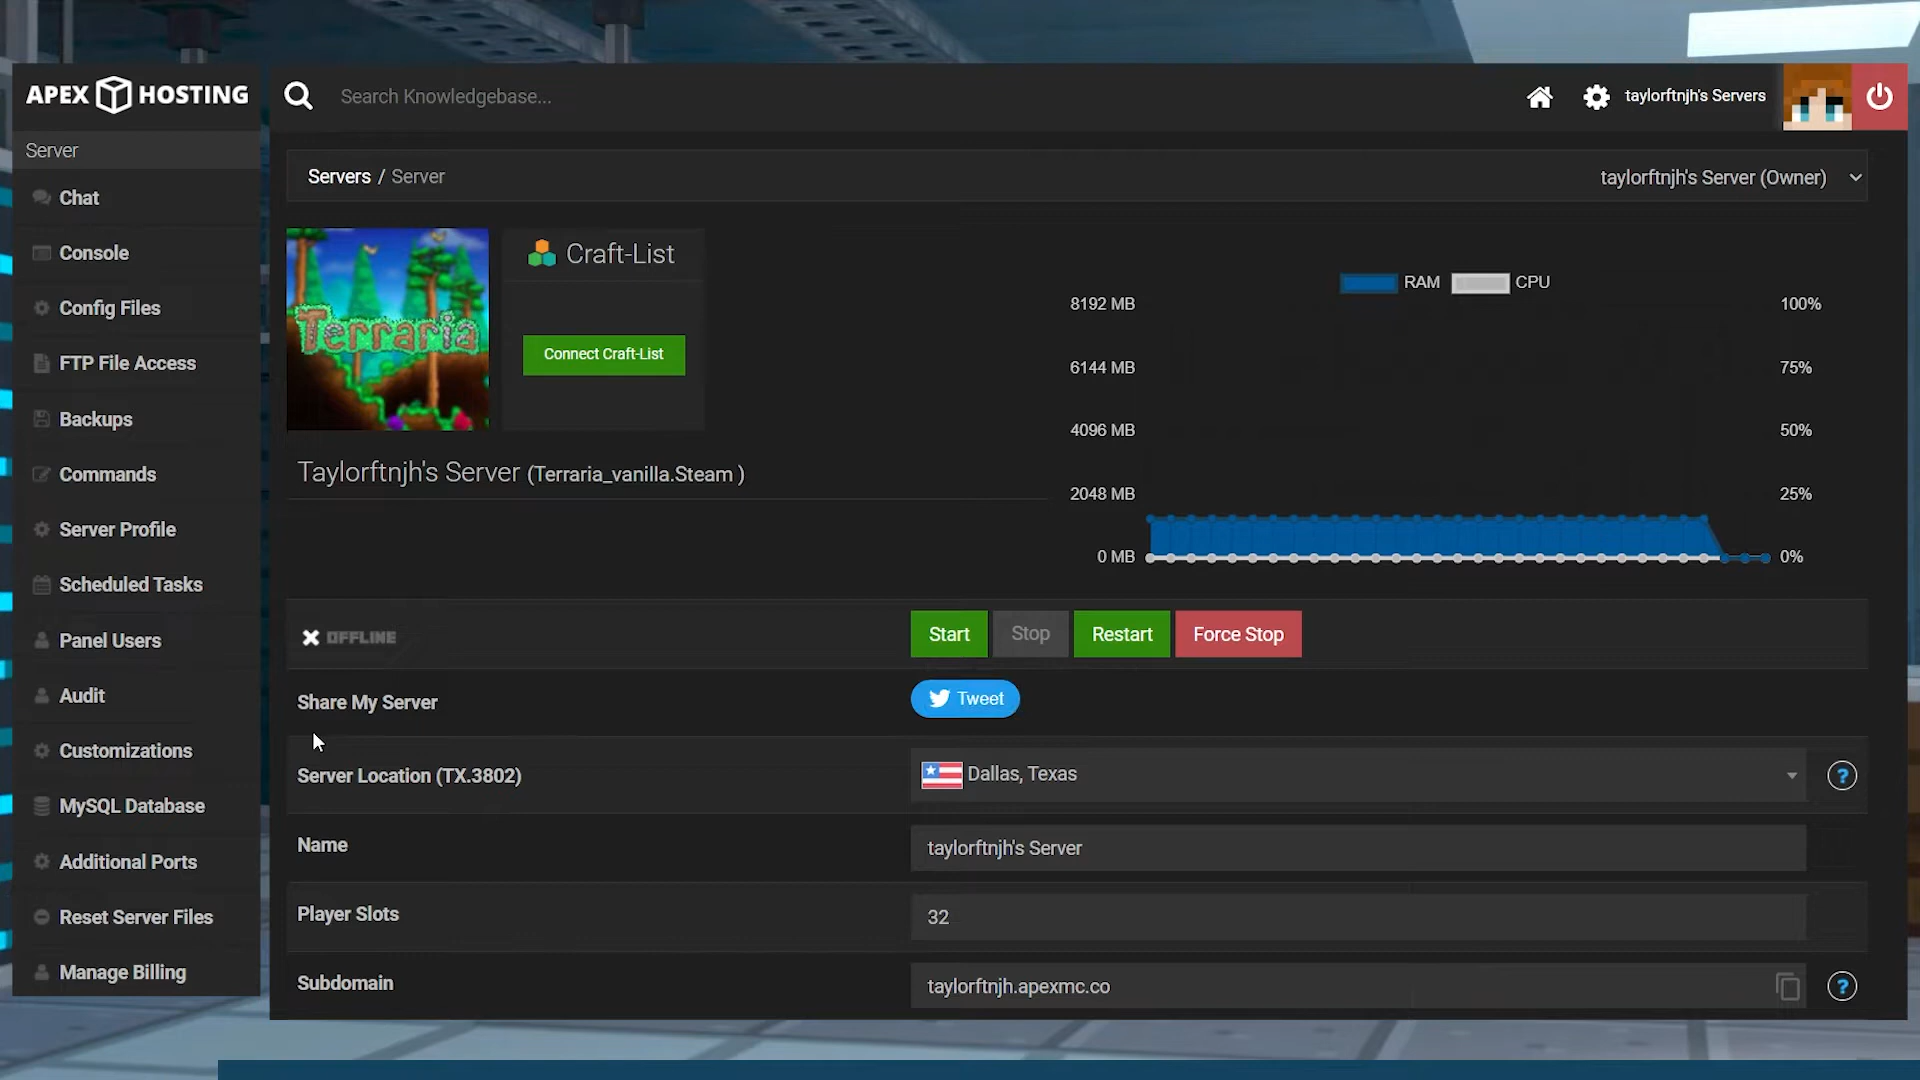 APEX HOSTING
Search Knowledgebase...
taylorftnjh's Servers
Server
Chat
Console
Config Files
FTP File Access
Backups
Commands
Server Profile
Scheduled Tasks
Panel Users
Audit
Customizations
MySQL Database
Additional Ports
Reset Server Files
Manage Billing
Servers / Server
taylorftnjh's Server (Owner)
Terraria
Craft-List
Connect Craft-List
Taylorftnjh's Server (Terraria_vanilla.Steam )
RAM CPU
8192 MB 100%
6144 MB 75%
4096 MB 50%
2048 MB 25%
0 MB 0%
OFFLINE
Start Stop Restart Force Stop
Share My Server
Tweet
Server Location (TX.3802)
Dallas, Texas
?
Name
taylorftnjh's Server
Player Slots
32
Subdomain
taylorftnjh.apexmc.co
?